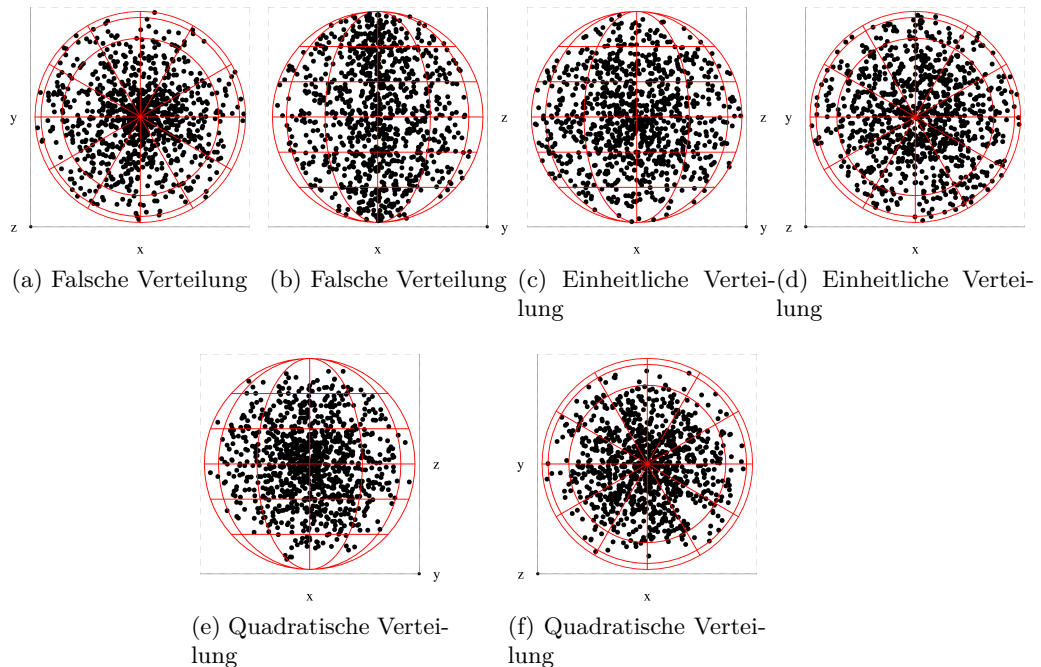 y
z
x
z
y
z
y
x
y
z
x
(a) Falsche Verteilung
(b) Falsche Verteilung
(c) Einheitliche Vertei-
lung
(d) Einheitliche Vertei-
lung
z
y
x
y
z
x
(e) Quadratische Vertei-
lung
(f) Quadratische Vertei-
lung